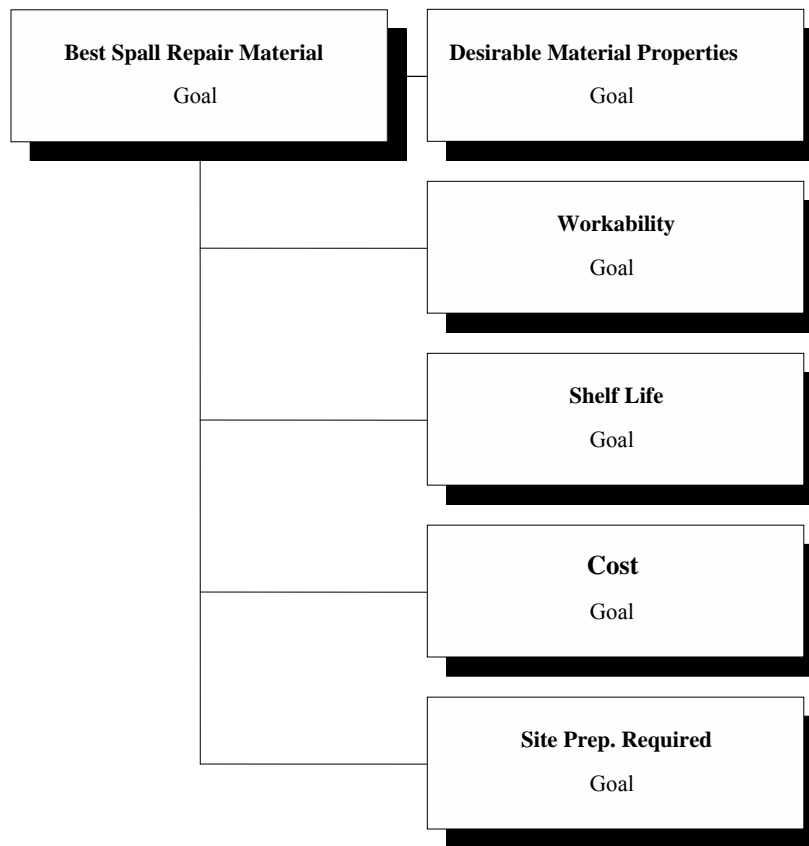 Best Spall Repair Material
Goal
Desirable Material Properties
Goal
Workability
Goal
Shelf Life
Goal
Cost
Goal
Site Prep. Required
Goal